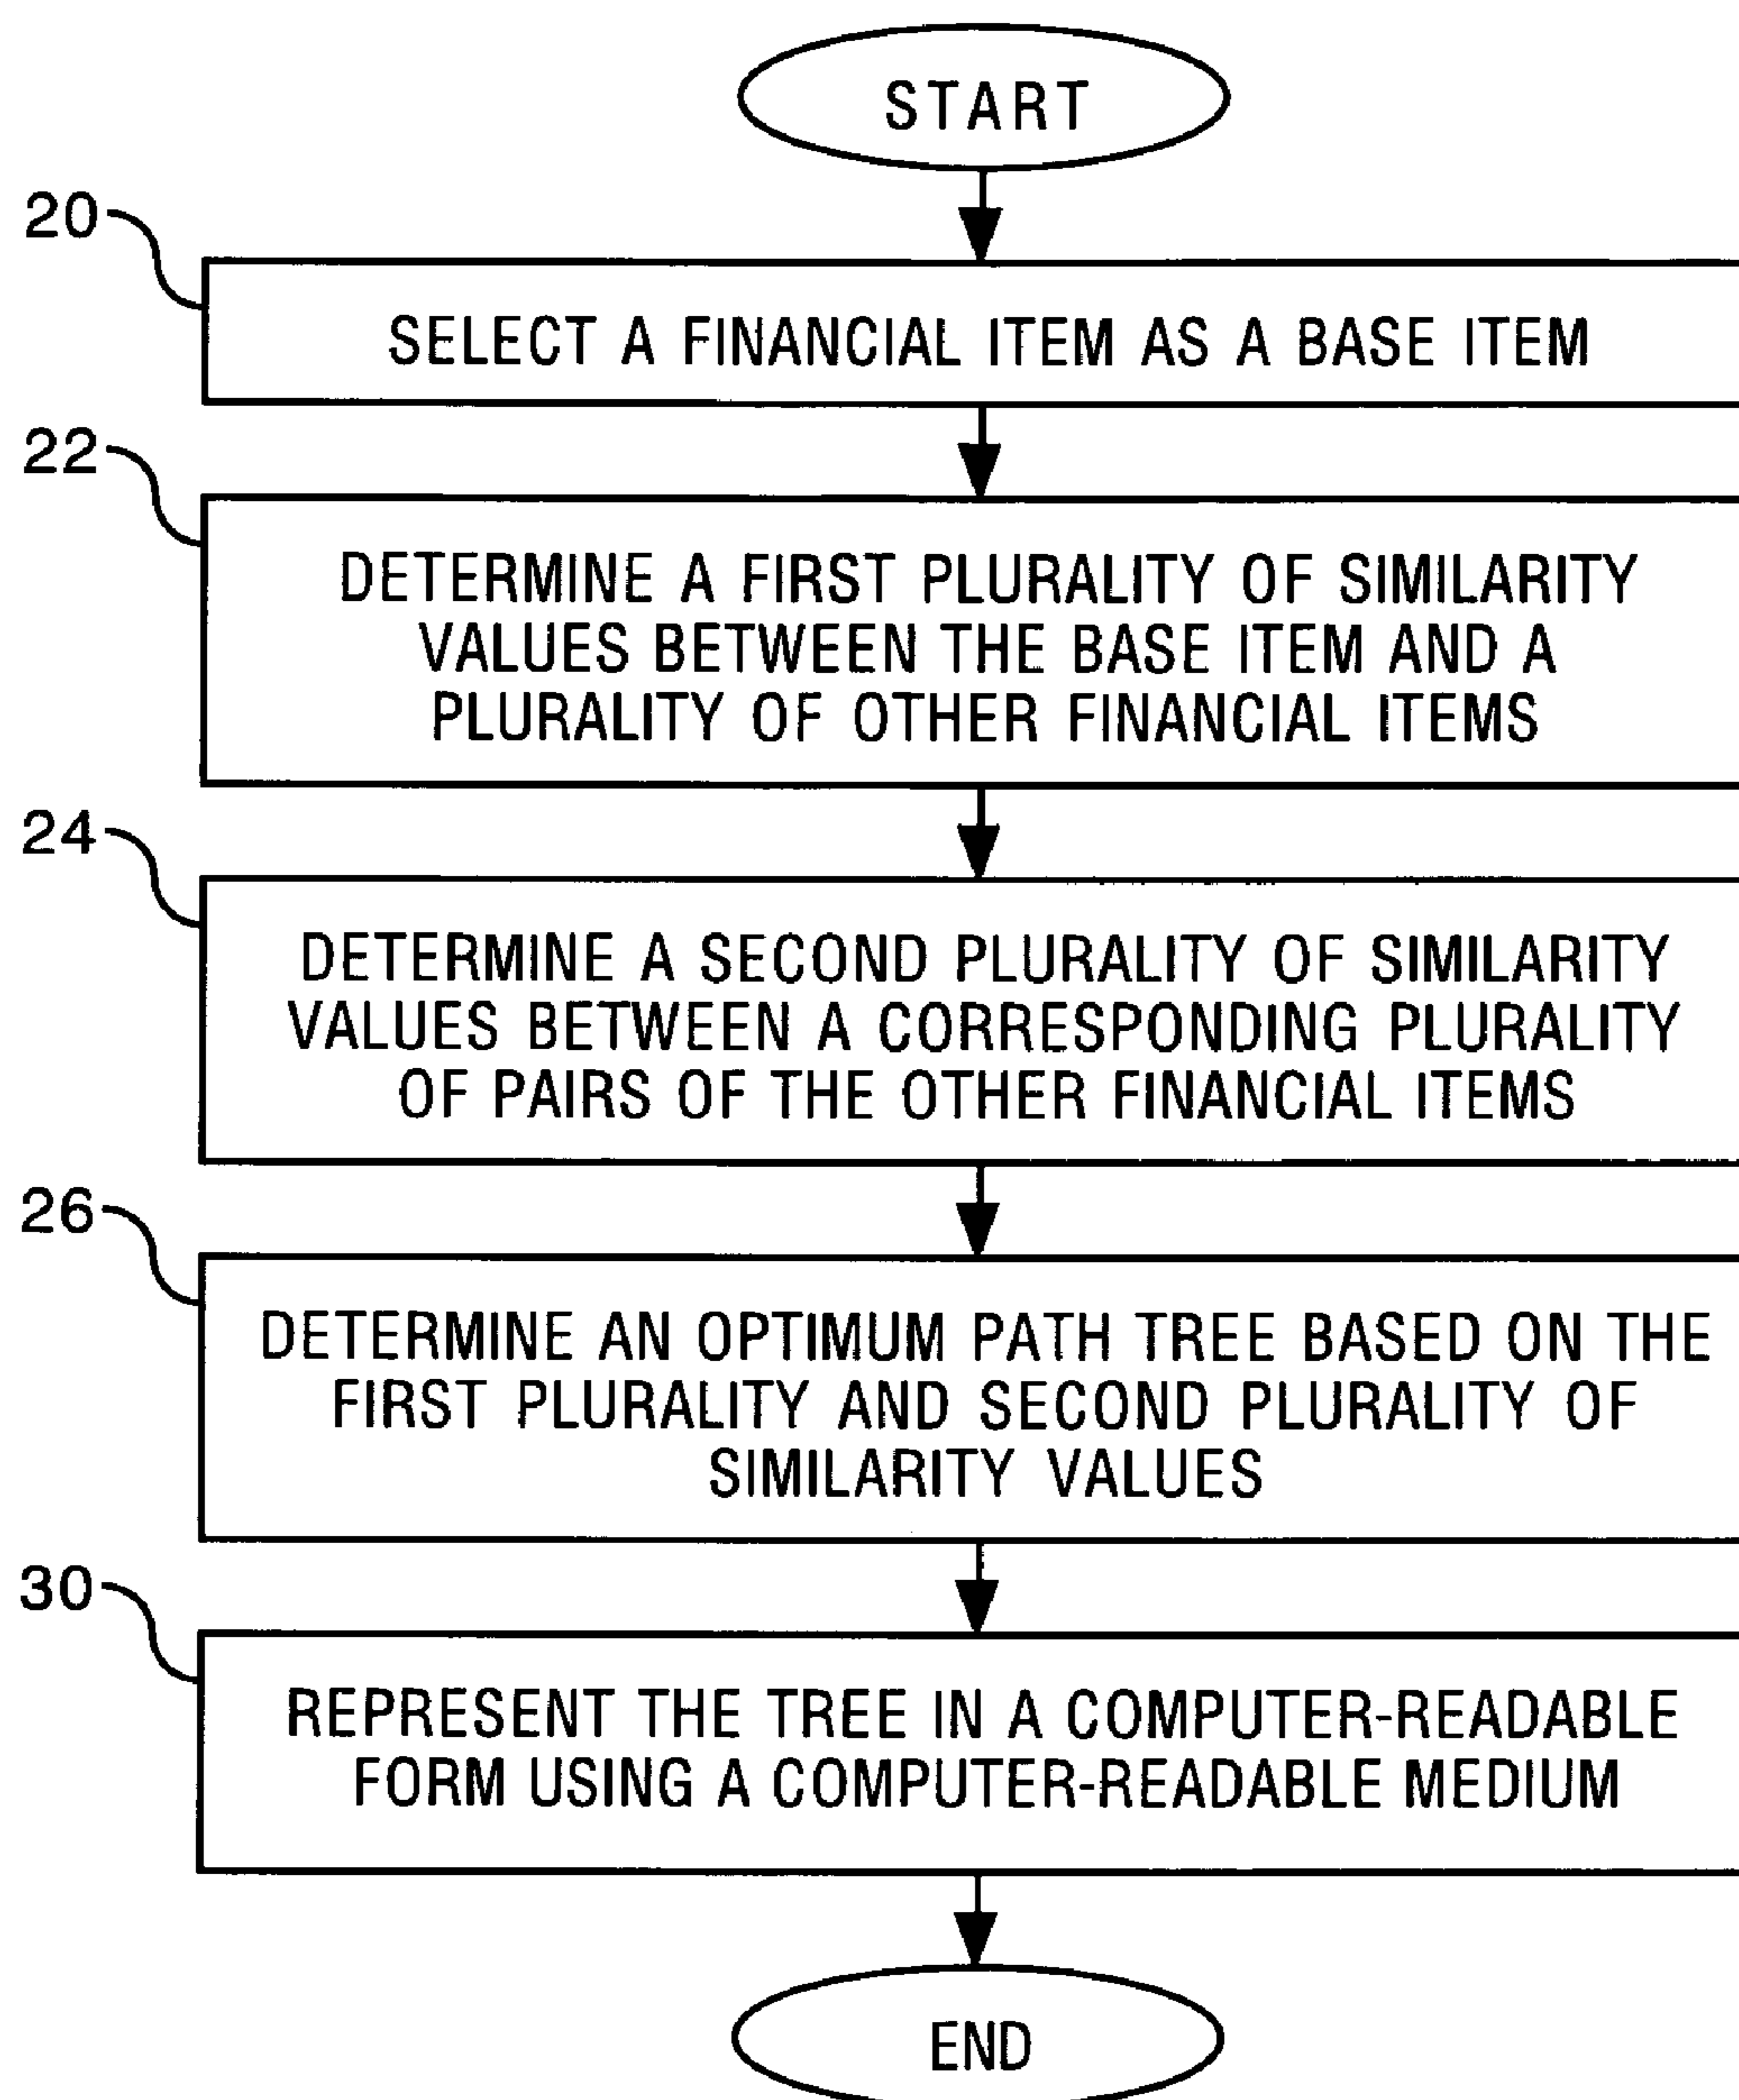 START
20
SELECT A FINANCIAL ITEM AS A BASE ITEM
22
DETERMINE A FIRST PLURALITY OF SIMILARITY
VALUES BETWEEN THE BASE ITEM AND A
PLURALITY OF OTHER FINANCIAL ITEMS
24
DETERMINE A SECOND PLURALITY OF SIMILARITY
VALUES BETWEEN A CORRESPONDING PLURALITY
OF PAIRS OF THE OTHER FINANCIAL ITEMS
26
DETERMINE AN OPTIMUM PATH TREE BASED ON THE
FIRST PLURALITY AND SECOND PLURALITY OF
SIMILARITY VALUES
30
REPRESENT THE TREE IN A COMPUTER-READABLE
FORM USING A COMPUTER-READABLE MEDIUM
END